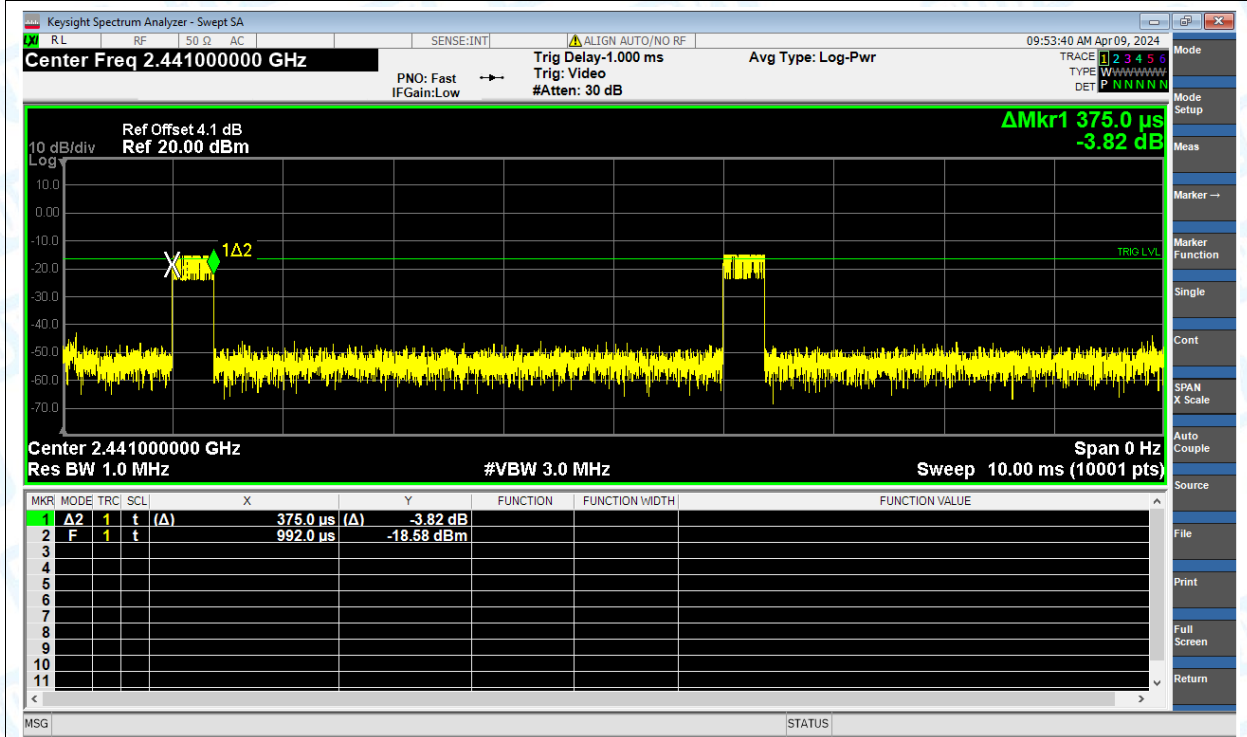 Keysight Spectrum Analyzer - Swept SA
LXI RL RF 50 Ω AC SENSE:INT ALIGN AUTO/NO RF 09:53:40 AM Apr 09, 2024
Center Freq 2.441000000 GHz
PNO: Fast
IFGain:Low
Trig Delay-1.000 ms
Trig: Video
#Atten: 30 dB
Avg Type: Log-Pwr
TRACE 1 2 3 4 5 6
TYPE WWWWWW
DET P N N N N N
ΔMkr1 375.0 µs
-3.82 dB
Ref Offset 4.1 dB
10 dB/div Ref 20.00 dBm
Log
10.0
0.00
-10.0
-20.0
-30.0
-40.0
-50.0
-60.0
-70.0
1Δ2
TRIG LVL
Center 2.441000000 GHz Span 0 Hz
Res BW 1.0 MHz #VBW 3.0 MHz Sweep 10.00 ms (10001 pts)
MKR MODE TRC SCL X Y FUNCTION FUNCTION WIDTH FUNCTION VALUE
1 Δ2 1 t (Δ) 375.0 µs (Δ) -3.82 dB
2 F 1 t 992.0 µs -18.58 dBm
3
4
5
6
7
8
9
10
11
MSG STATUS
Mode
Mode
Setup
Meas
Marker→
Marker
Function
Single
Cont
SPAN
X Scale
Auto
Couple
Source
File
Print
Full
Screen
Return